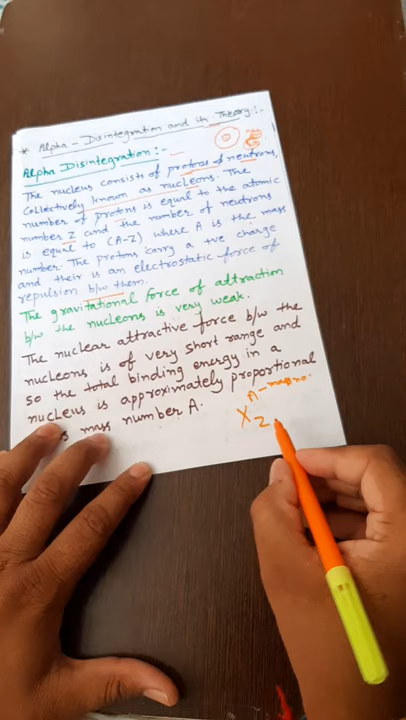 * Alpha - Disintegration and its Theory:-
Alpha Disintegration:-
The nucleus consists of protons & neutrons,
Collectively known as nucleons. The
number of protons is equal to the atomic
number Z and the number of neutrons
is equal to (A-Z) where A is the mass
number. The protons carry a +ve charge
and their is an electrostatic force of
repulsion b/w them.
The gravitational force of attraction
b/w the nucleons is very weak.
The nuclear attractive force b/w the
nucleons is of very short range and
so the total binding energy in a
nucleus is approximately proportional
mass number A.
A - mass no.
X
Z